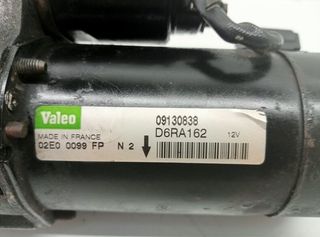 Valeo
09130838
MADE IN FRANCE
D6RA162 12V
02E0 0099 FP N 2